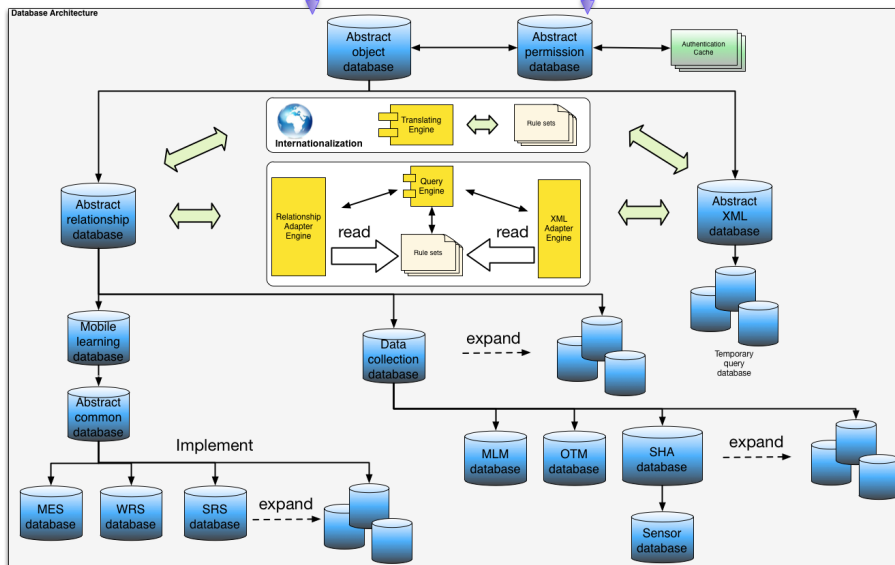 Database Architecture
Abstract
object
database
Abstract
permission
database
Authentication
Cache
Internationalization
Translating
Engine
Rule sets
Abstract
relationship
database
Relationship
Adapter
Engine
Query
Engine
XML
Adapter
Engine
read
read
Rule sets
Abstract
XML
database
Temporary
query
database
Mobile
learning
database
Data
collection
database
expand
Abstract
common
database
Implement
MES
database
WRS
database
SRS
database
expand
MLM
database
OTM
database
SHA
database
expand
Sensor
database